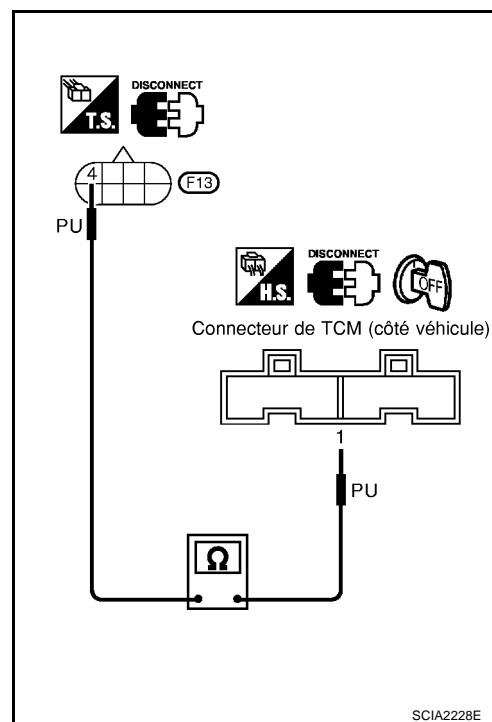 DISCONNECT
T.S.
4
F13
PU
DISCONNECT
H.S.
OFF
Connecteur de TCM (côté véhicule)
1
PU
Ω
SCIA2228E